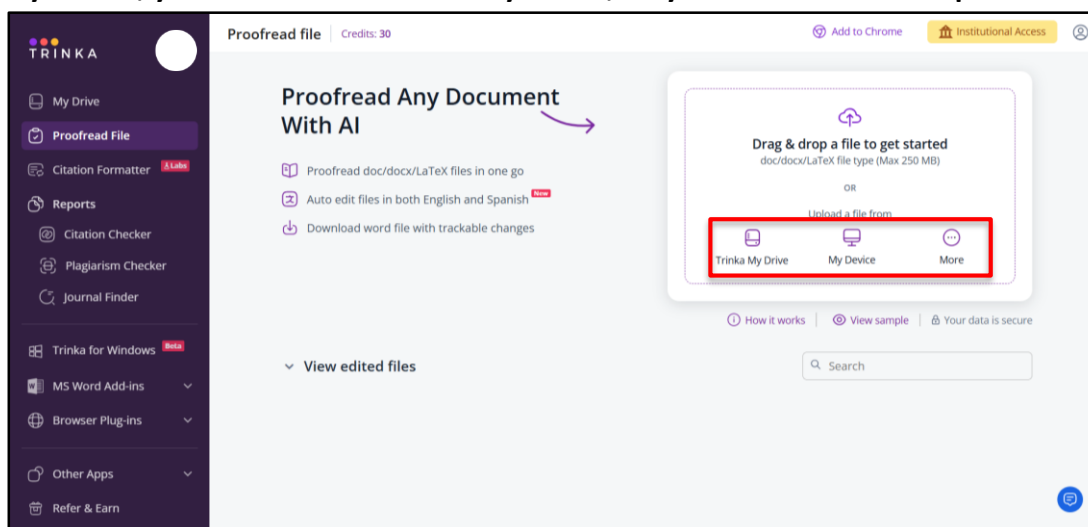 TRINKA
My Drive
Proofread File
Citation Formatter Labs
Reports
Citation Checker
Plagiarism Checker
Journal Finder
Trinka for Windows Beta
MS Word Add-ins
Browser Plug-ins
Other Apps
Refer & Earn
Proofread file Credits: 30
Add to Chrome
Institutional Access
Proofread Any Document
With AI
Proofread doc/docx/LaTeX files in one go
Auto edit files in both English and Spanish New
Download word file with trackable changes
Drag & drop a file to get started
doc/docx/LaTeX file type (Max 250 MB)
OR
Upload a file from
Trinka My Drive My Device More
How it works View sample Your data is secure
View edited files
Search